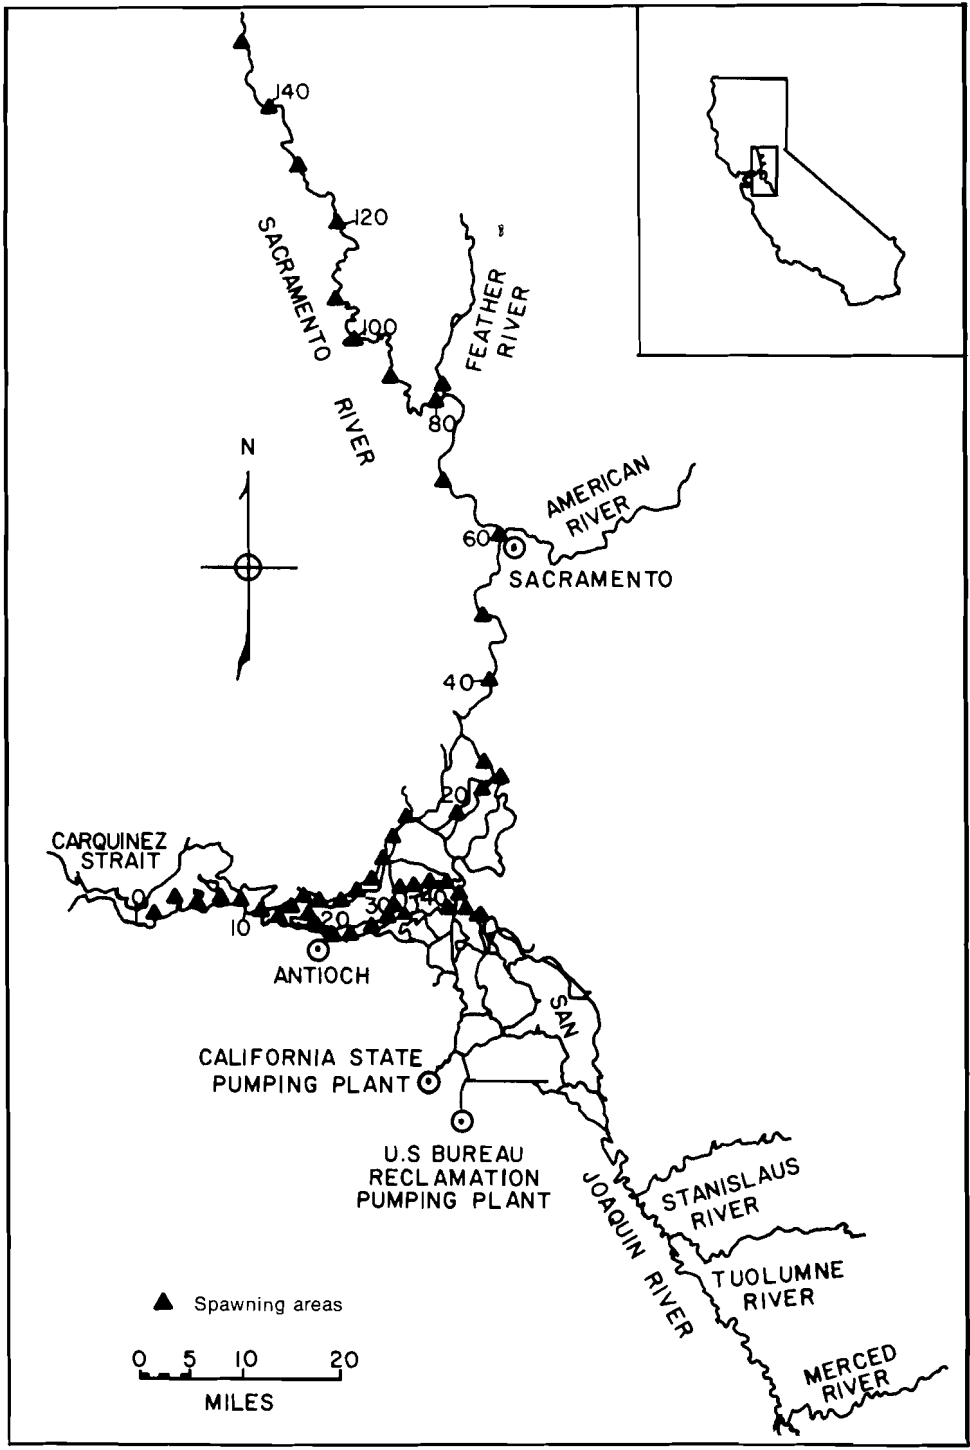 140
120
SACRAMENTO
RIVER
100
FEATHER
RIVER
80
N
AMERICAN
RIVER
60
SACRAMENTO
40
20
CARQUINEZ
STRAIT
0
10
20
30
40
ANTIOCH
SAN
JOAQUIN RIVER
CALIFORNIA STATE
PUMPING PLANT
U.S BUREAU
RECLAMATION
PUMPING PLANT
STANISLAUS
RIVER
TUOLUMNE
RIVER
MERCED
RIVER
Spawning areas
0 5 10 20
MILES